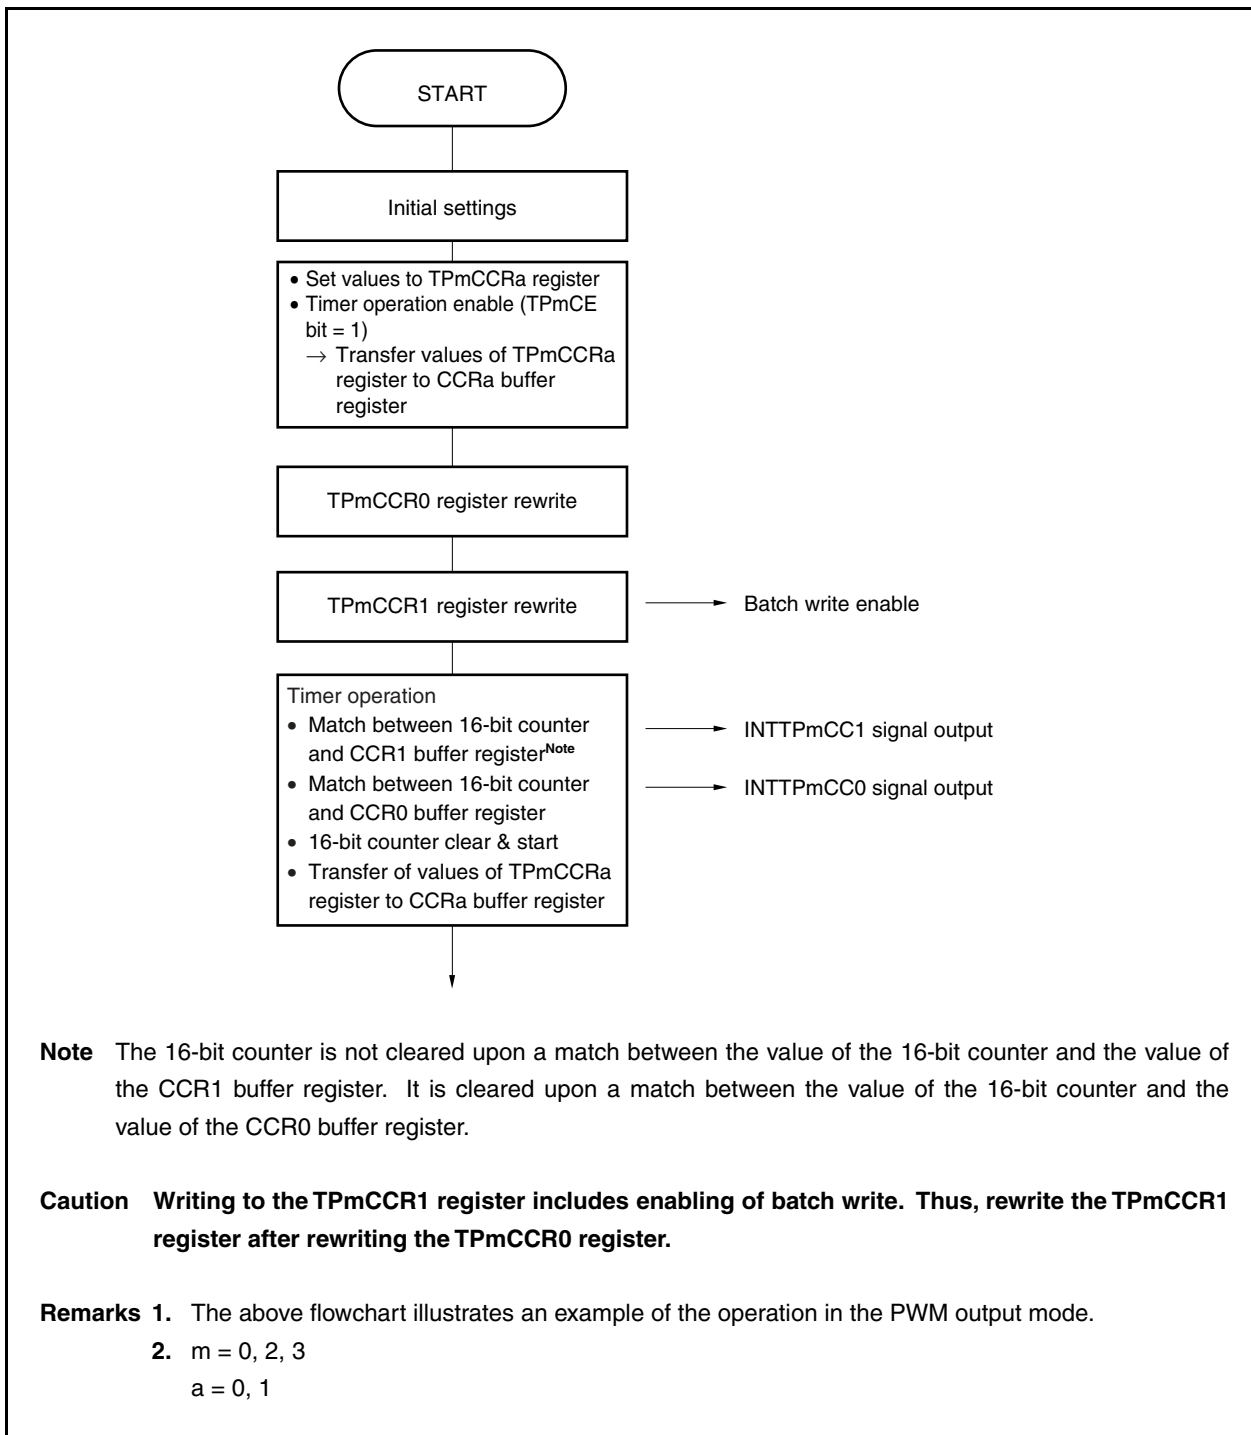 START
Initial settings
• Set values to TPmCCRa register
• Timer operation enable (TPmCE
bit = 1)
→ Transfer values of TPmCCRa
register to CCRa buffer
register
TPmCCR0 register rewrite
TPmCCR1 register rewrite
Batch write enable
Timer operation
• Match between 16-bit counter
and CCR1 buffer registerNote
INTTPmCC1 signal output
• Match between 16-bit counter
and CCR0 buffer register
INTTPmCC0 signal output
• 16-bit counter clear & start
• Transfer of values of TPmCCRa
register to CCRa buffer register
Note The 16-bit counter is not cleared upon a match between the value of the 16-bit counter and the value of
the CCR1 buffer register. It is cleared upon a match between the value of the 16-bit counter and the
value of the CCR0 buffer register.
Caution Writing to the TPmCCR1 register includes enabling of batch write. Thus, rewrite the TPmCCR1
register after rewriting the TPmCCR0 register.
Remarks 1. The above flowchart illustrates an example of the operation in the PWM output mode.
2. m = 0, 2, 3
a = 0, 1